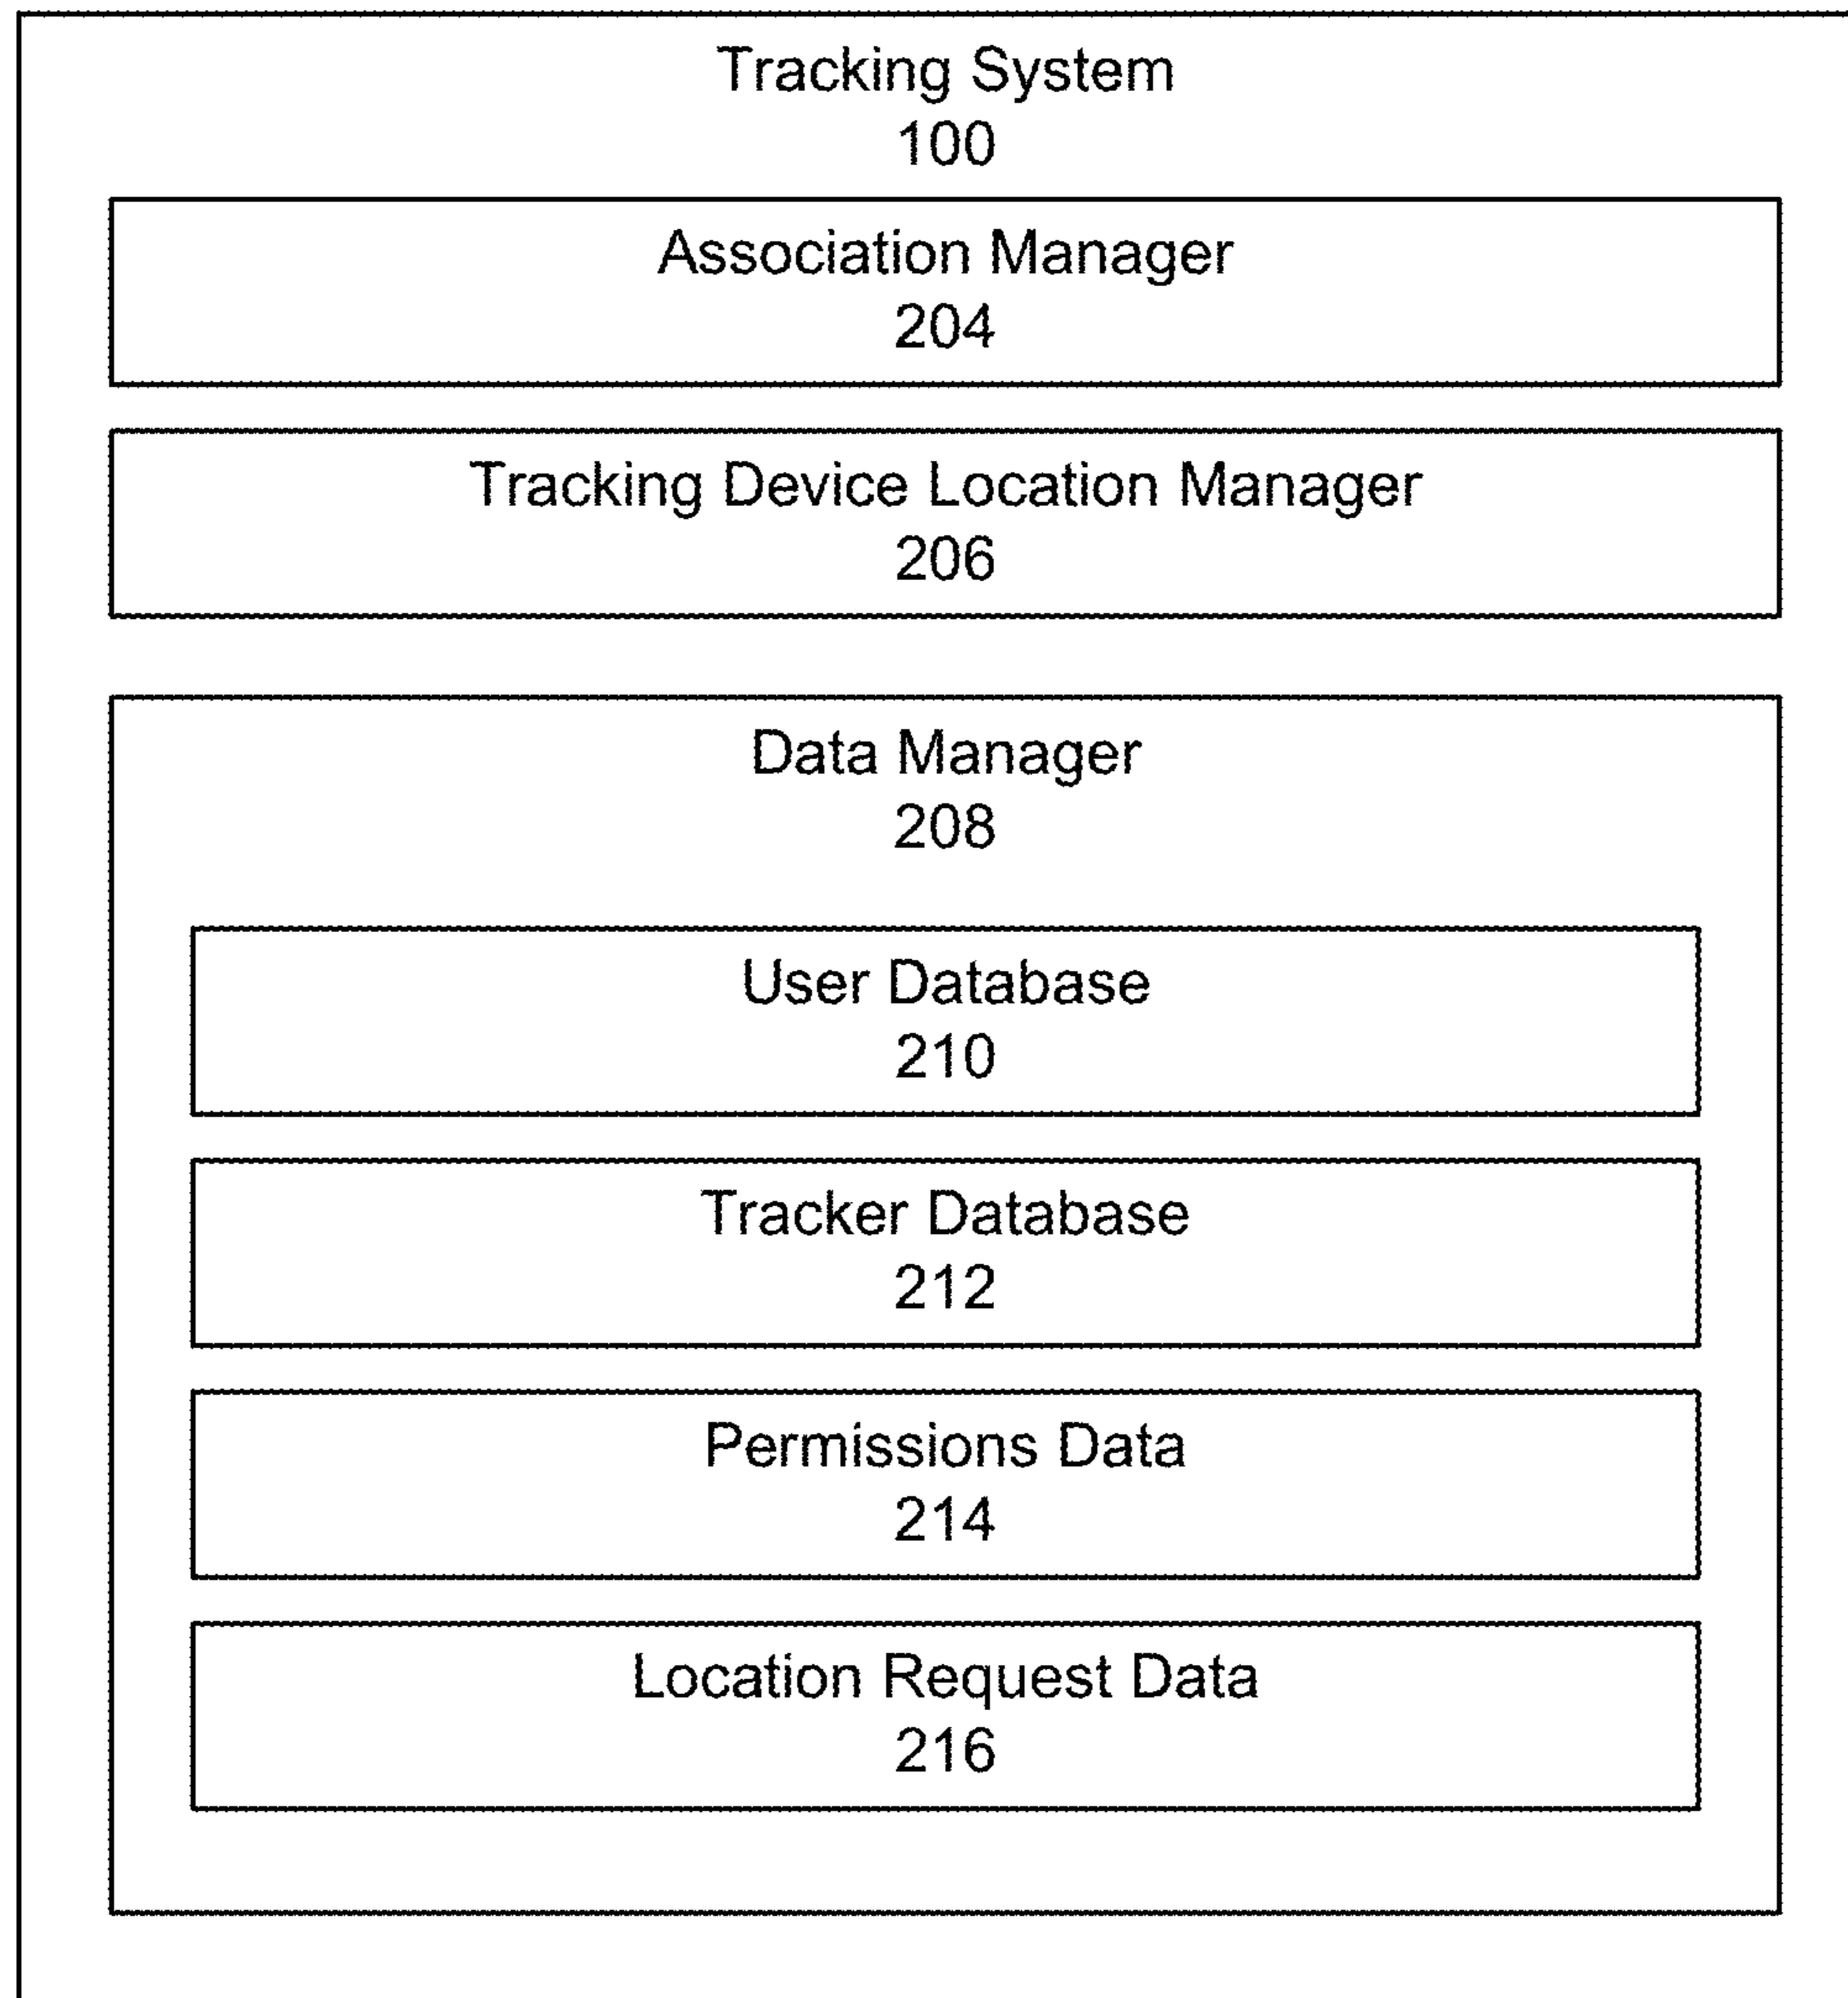 Tracking System
100
Association Manager
204
Tracking Device Location Manager
206
Data Manager
208
User Database
210
Tracker Database
212
Permissions Data
214
Location Request Data
216